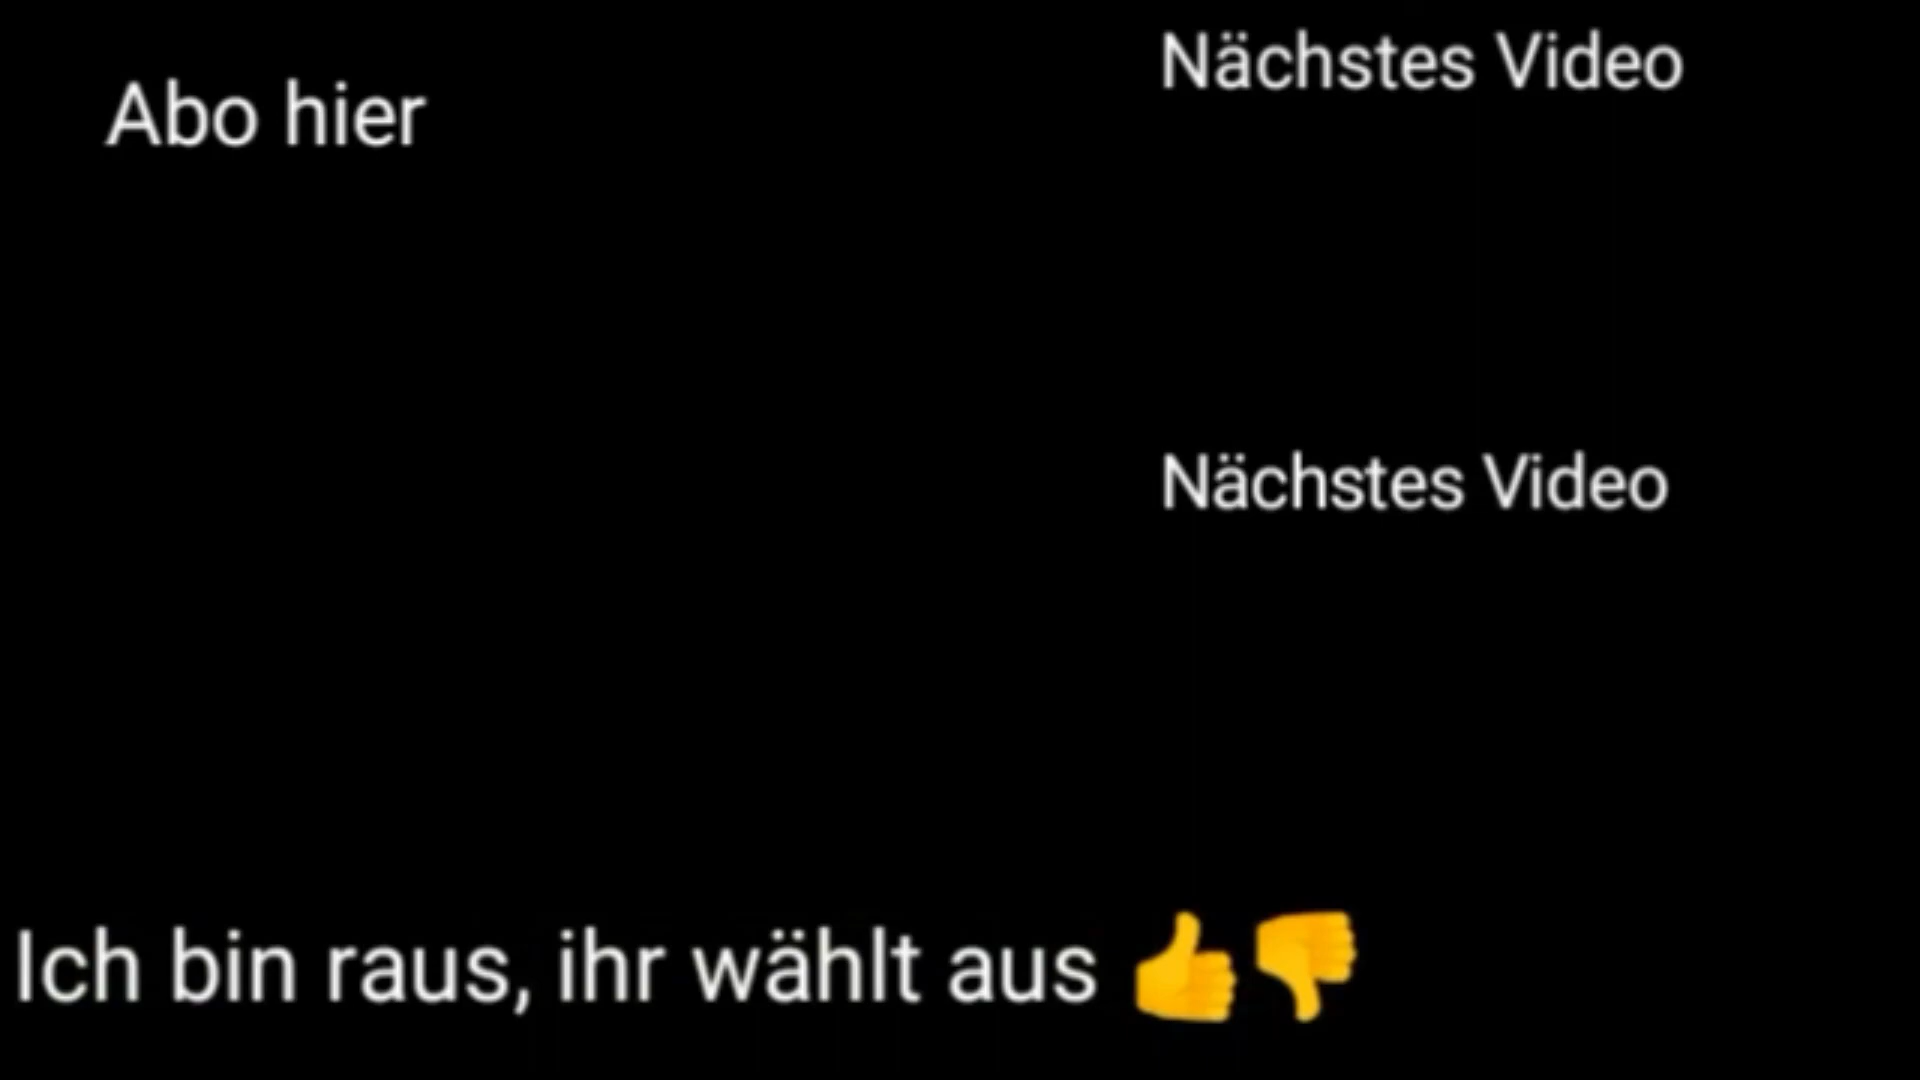 Abo hier
Nächstes Video
Nächstes Video
Ich bin raus, ihr wählt aus 👍👎